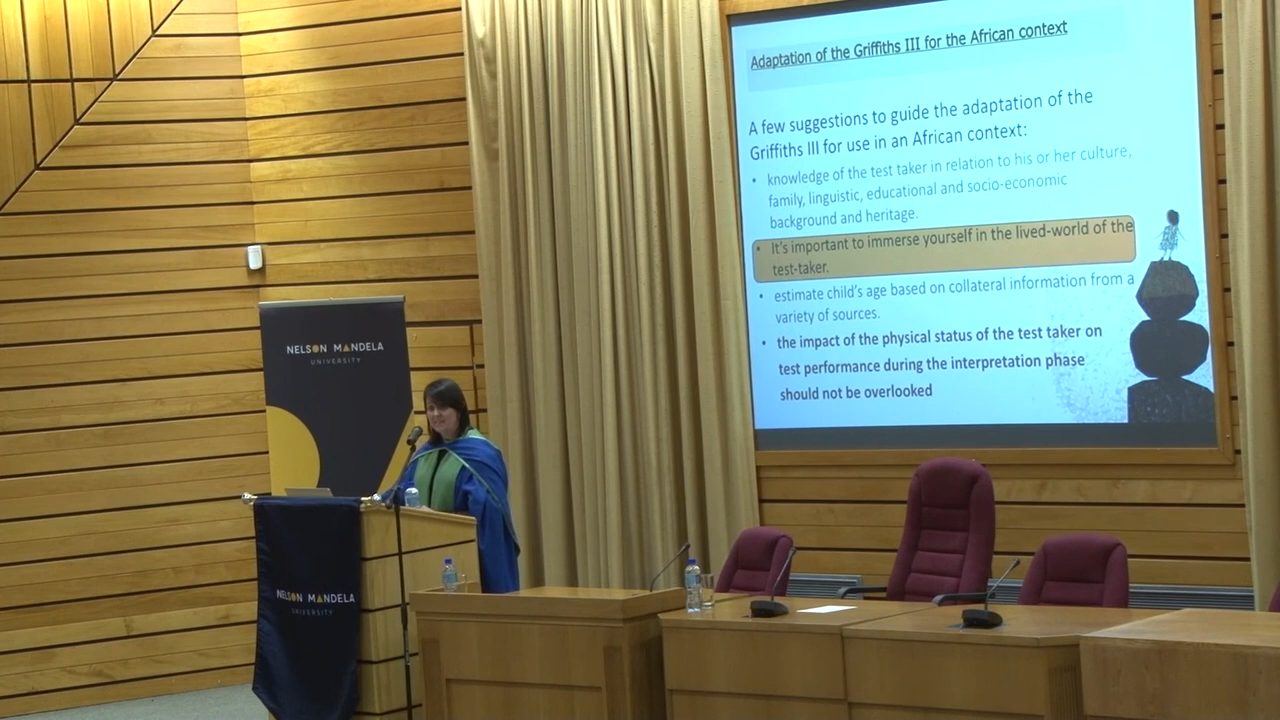 Adaptation of the Griffiths III for the African context
A few suggestions to guide the adaptation of the
Griffiths III for use in an African context:
• knowledge of the test taker in relation to his or her culture,
family, linguistic, educational and socio-economic
background and heritage.
• It's important to immerse yourself in the lived-world of the
test-taker.
• estimate child's age based on collateral information from a
variety of sources.
• the impact of the physical status of the test taker on
test performance during the interpretation phase
should not be overlooked
NELSON MANDELA
UNIVERSITY
NELSON MANDELA
UNIVERSITY